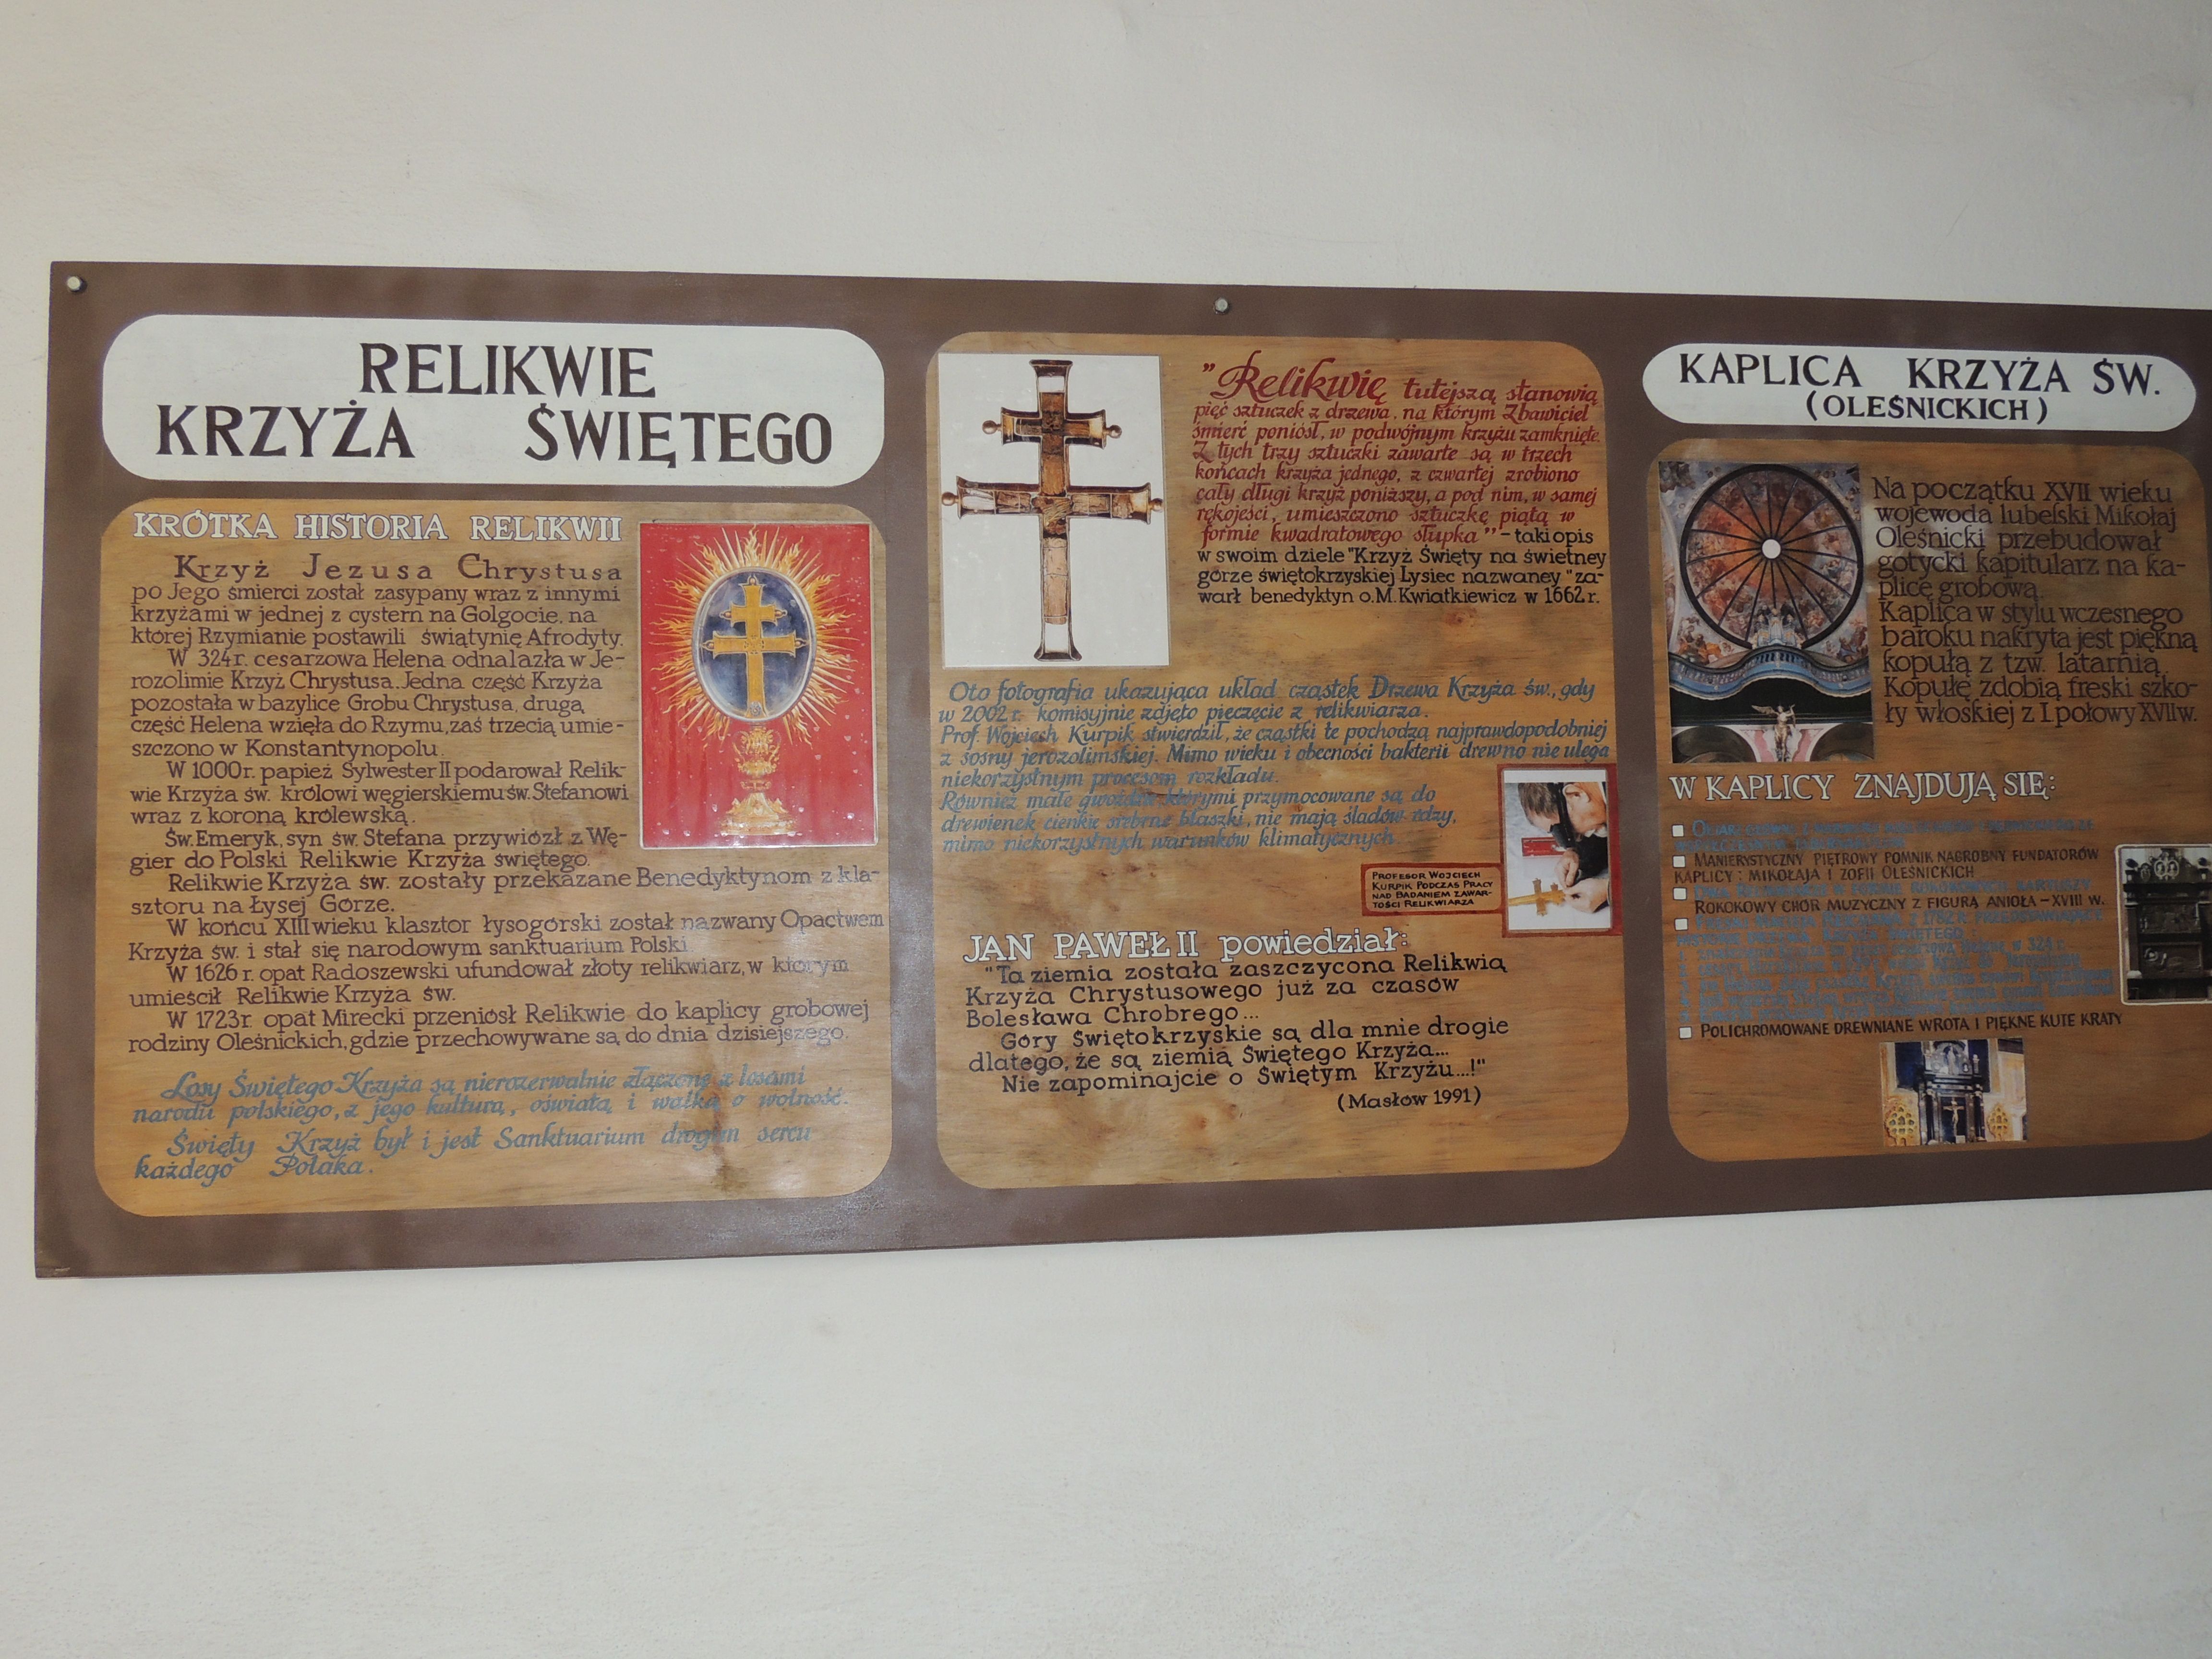 RELIKWIE
KRZYŻA ŚWIĘTEGO
KRÓTKA HISTORIA RELIKWII
Krzyż Jezusa Chrystusa
po Jego śmierci został zasypany wraz z innymi
krzyżami w jednej z cystern na Golgocie, na
której Rzymianie postawili świątynię Afrodyty.
W 324 r. cesarzowa Helena odnalazła w Je-
rozolimie Krzyż Chrystusa. Jedna część Krzyża
pozostała w bazylice Grobu Chrystusa, drugą
część Helena wzięła do Rzymu, zaś trzecią umie-
szczono w Konstantynopolu.
W 1000 r. papież Sylwester II podarował Relik-
wie Krzyża św. królowi węgierskiemu św. Stefanowi
wraz z koroną królewską.
Św. Emeryk, syn św. Stefana przywiózł z Wę-
gier do Polski Relikwie Krzyża świętego.
Relikwie Krzyża św. zostały przekazane Benedyktynom z kla-
sztoru na Łysej Górze.
W końcu XIII wieku klasztor łysogórski został nazwany Opactwem
Krzyża św. i stał się narodowym sanktuarium Polski.
W 1626 r. opat Radoszewski ufundował złoty relikwiarz, w którym
umieścił Relikwie Krzyża św.
W 1723 r. opat Mirecki przeniósł Relikwie do kaplicy grobowej
rodziny Oleśnickich, gdzie przechowywane są do dnia dzisiejszego.
Losy Świętego Krzyża są nierozerwalnie złączone z losami
narodu polskiego, z jego kulturą, oświatą i walką o wolność.
Święty Krzyż był i jest Sanktuarium drogim sercu
każdego Polaka.
"Relikwię tutejszą stanowią
pięć sztuczek z drzewa, na którym Zbawiciel
śmierć poniósł, w podwójnym krzyżu zamknięte.
Z tych trzy sztuczki zawarte są w trzech
końcach krzyża jednego, z czwartej zrobiono
cały długi krzyż poniższy, a pod nim, w samej
rękojeści, umieszczono sztuczkę piątą w
formie kwadratowego słupka" - taki opis
w swoim dziele "Krzyż Święty na świetney
górze świętokrzyskiej Lysiec nazwaney" za-
warł benedyktyn o. M. Kwiatkiewicz w 1662 r.
Oto fotografia ukazująca układ cząstek Drzewa Krzyża św., gdy
w 2002 r. komisyjnie zdjęto pieczęcie z relikwiarza.
Prof. Wojciech Kurpik stwierdził, że cząstki te pochodzą najprawdopodobniej
z sosny jerozolimskiej. Mimo wieku i obecności bakterii drewno nie ulega
niekorzystnym procesom rozkładu.
Również małe gwoździe którymi przymocowane są do
drewienek cienkie srebrne blaszki, nie mają śladów rdzy,
mimo niekorzystnych warunków klimatycznych.
PROFESOR WOJCIECH
KURPIK PODCZAS PRACY
NAD BADANIEM ZAWAR-
TOŚCI RELIKWIARZA
JAN PAWEŁ II powiedział:
"Ta ziemia została zaszczycona Relikwią
Krzyża Chrystusowego już za czasów
Bolesława Chrobrego...
Góry Świętokrzyskie są dla mnie drogie
dlatego, że są ziemią Świętego Krzyża...
Nie zapominajcie o Świętym Krzyżu...!"
(Masłów 1991)
KAPLICA KRZYŻA ŚW.
(OLEŚNICKICH)
Na początku XVII wieku
wojewoda lubelski Mikołaj
Oleśnicki przebudował
gotycki kapitularz na ka-
plicę grobową.
Kaplica w stylu wczesnego
baroku nakryta jest piękną
kopułą z tzw. latarnią.
Kopułę zdobią freski szko-
ły włoskiej z I połowy XVII w.
W KAPLICY ZNAJDUJĄ SIĘ:
MANIERYSTYCZNY PIĘTROWY POMNIK NAGROBNY FUNDATORÓW
KAPLICY: MIKOŁAJA I ZOFII OLEŚNICKICH
ROKOKOWY CHÓR MUZYCZNY Z FIGURĄ ANIOŁA - XVIII W.
POLICHROMOWANE DREWNIANE WROTA I PIĘKNE KUTE KRATY